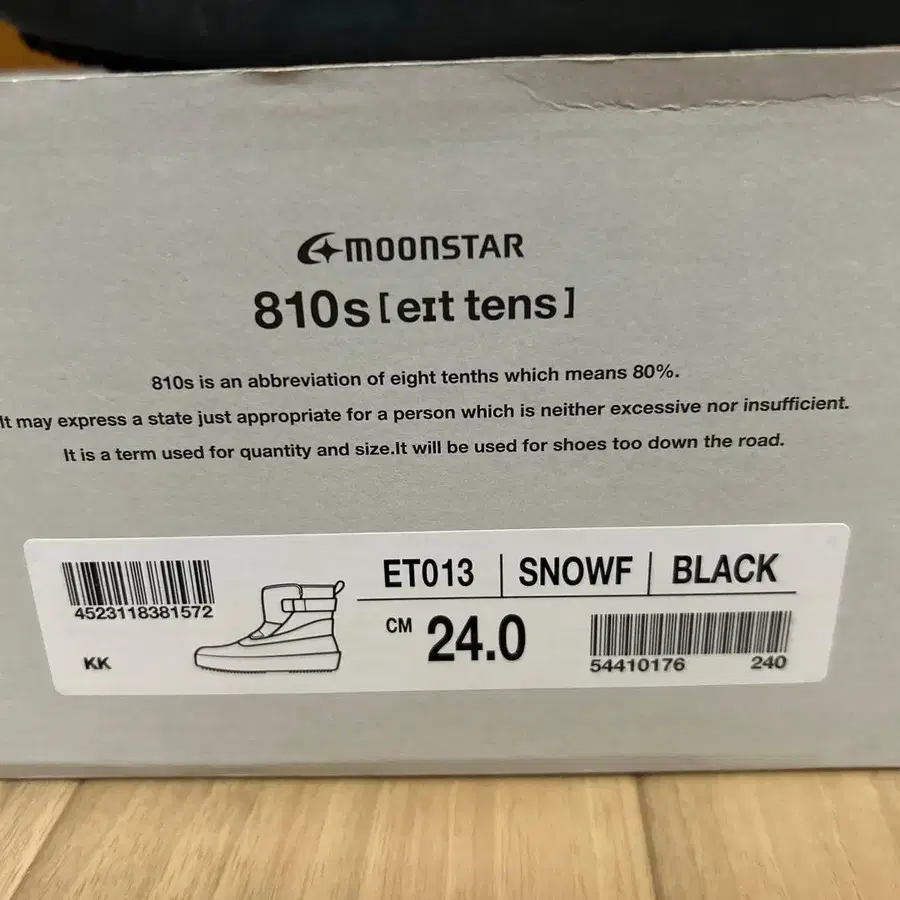 MOONSTAR
810s [eɪt tens]
810s is an abbreviation of eight tenths which means 80%.
It may express a state just appropriate for a person which is neither excessive nor insufficient.
It is a term used for quantity and size.It will be used for shoes too down the road.
ET013 | SNOWF | BLACK
4523118381572
CM 24.0
KK
54410176 240